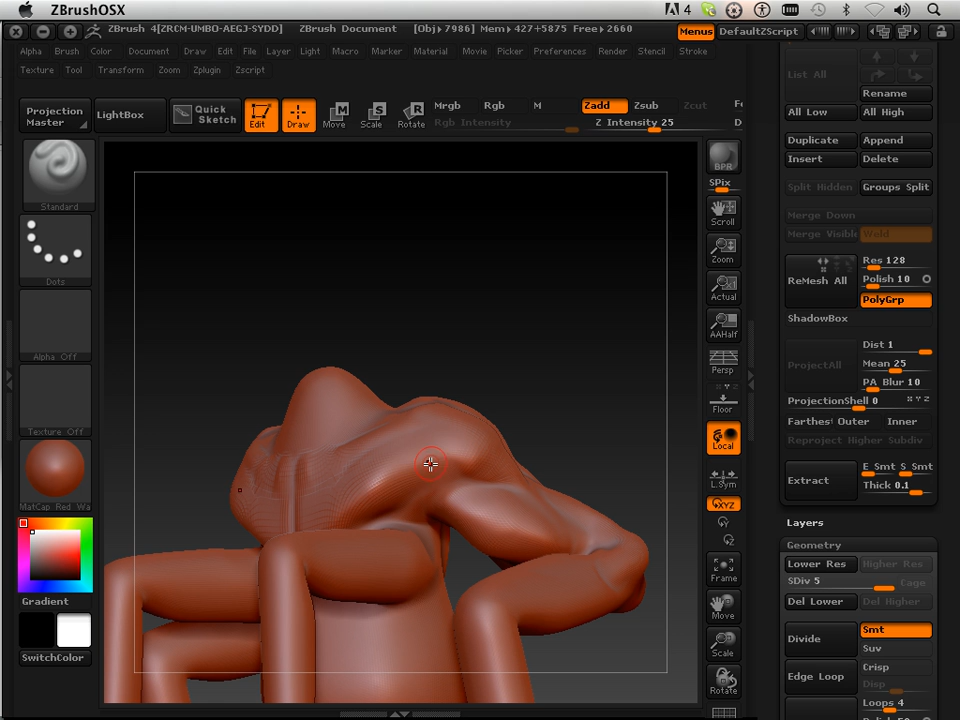 ZBrushOSX
4
ZBrush 4[ZRCM-UMBO-AEGJ-SYDD]
ZBrush Document
[Obj▸7986] Mem▸427+5875 Free▸2660
Menus
DefaultZScript
Alpha Brush Color Document Draw Edit File Layer Light Macro Marker Material Movie Picker Preferences Render Stencil Stroke
Texture Tool Transform Zoom Zplugin Zscript
Projection
Master
LightBox
Quick
Sketch
Edit
Draw
Move
Scale
Rotate
Mrgb Rgb M
Rgb Intensity
Zadd Zsub Zcut
Z Intensity 25
Standard
Dots
Alpha Off
Texture Off
MatCap Red Wa
Gradient
SwitchColor
BPR
SPix
Scroll
Zoom
Actual
AAHalf
Persp
Floor
Local
L.Sym
XYZ
Frame
Move
Scale
Rotate
List All
Rename
All Low All High
Duplicate Append
Insert Delete
Split Hidden Groups Split
Merge Down
Merge Visible Weld
ReMesh All
Res 128
Polish 10
PolyGrp
ShadowBox
ProjectAll
Dist 1
Mean 25
PA Blur 10
ProjectionShell 0
Farthest Outer Inner
Reproject Higher Subdiv
Extract
E Smt S Smt
Thick 0.1
Layers
Geometry
Lower Res Higher Res
SDiv 5 Cage
Del Lower Del Higher
Divide
Smt
Suv
Edge Loop
Crisp
Disp
Loops 4